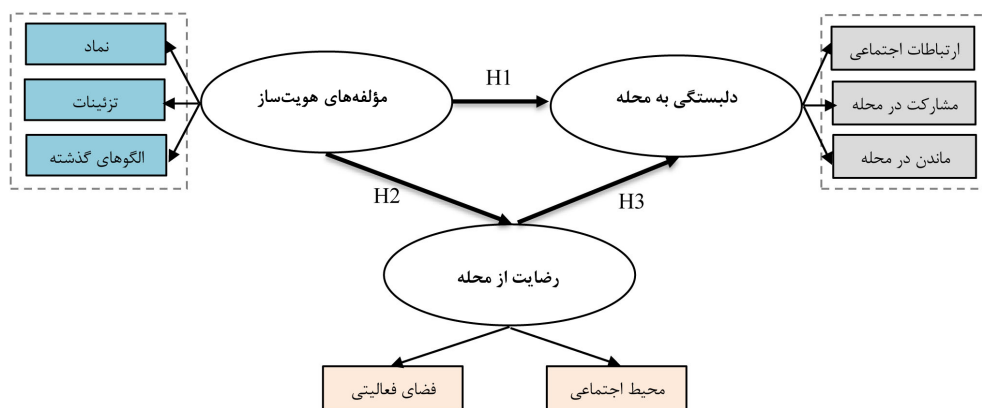 ارتباطات اجتماعی
مشارکت در محله
ماندن در محله
دلبستگی به محله
H1
مؤلفه‌های هویت‌ساز
نماد
تزئینات
الگوهای گذشته
H3
H2
رضایت از محله
محیط اجتماعی
فضای فعالیتی